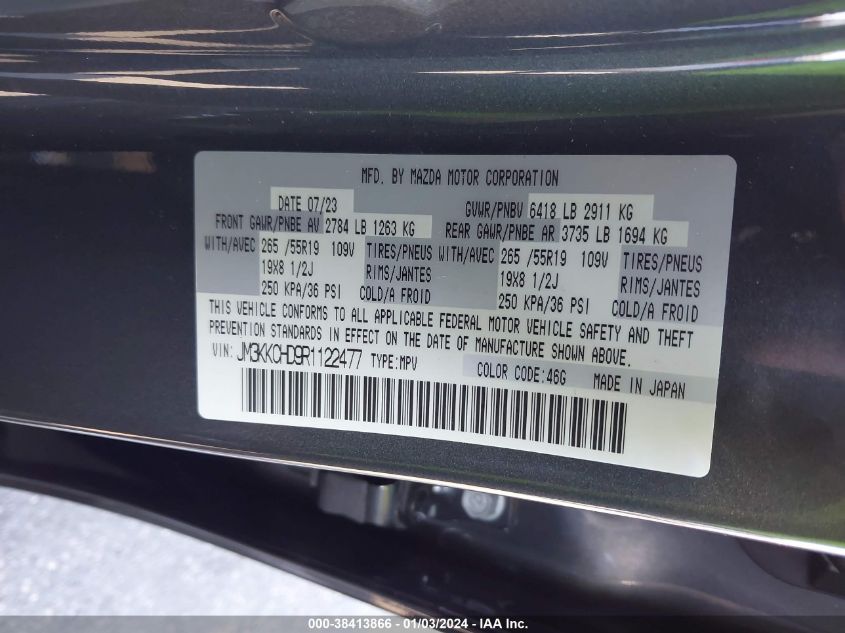 MFD. BY MAZDA MOTOR CORPORATION
DATE 07/23 GVWR/PNBV 6418 LB 2911 KG
FRONT GAWR/PNBE AV 2784 LB 1263 KG REAR GAWR/PNBE AR 3735 LB 1694 KG
WITH/AVEC 265 /55R19 109V TIRES/PNEUS WITH/AVEC 265 /55R19 109V TIRES/PNEUS
19X8 1/2J RIMS/JANTES 19X8 1/2J RIMS/JANTES
250 KPA/36 PSI COLD/A FROID 250 KPA/36 PSI COLD/A FROID
THIS VEHICLE CONFORMS TO ALL APPLICABLE FEDERAL MOTOR VEHICLE SAFETY AND THEFT
PREVENTION STANDARDS IN EFFECT ON THE DATE OF MANUFACTURE SHOWN ABOVE.
VIN: JM3KKCHD9R1122477 TYPE:MPV COLOR CODE:46G MADE IN JAPAN
000-38413866 - 01/03/2024 - IAA Inc.